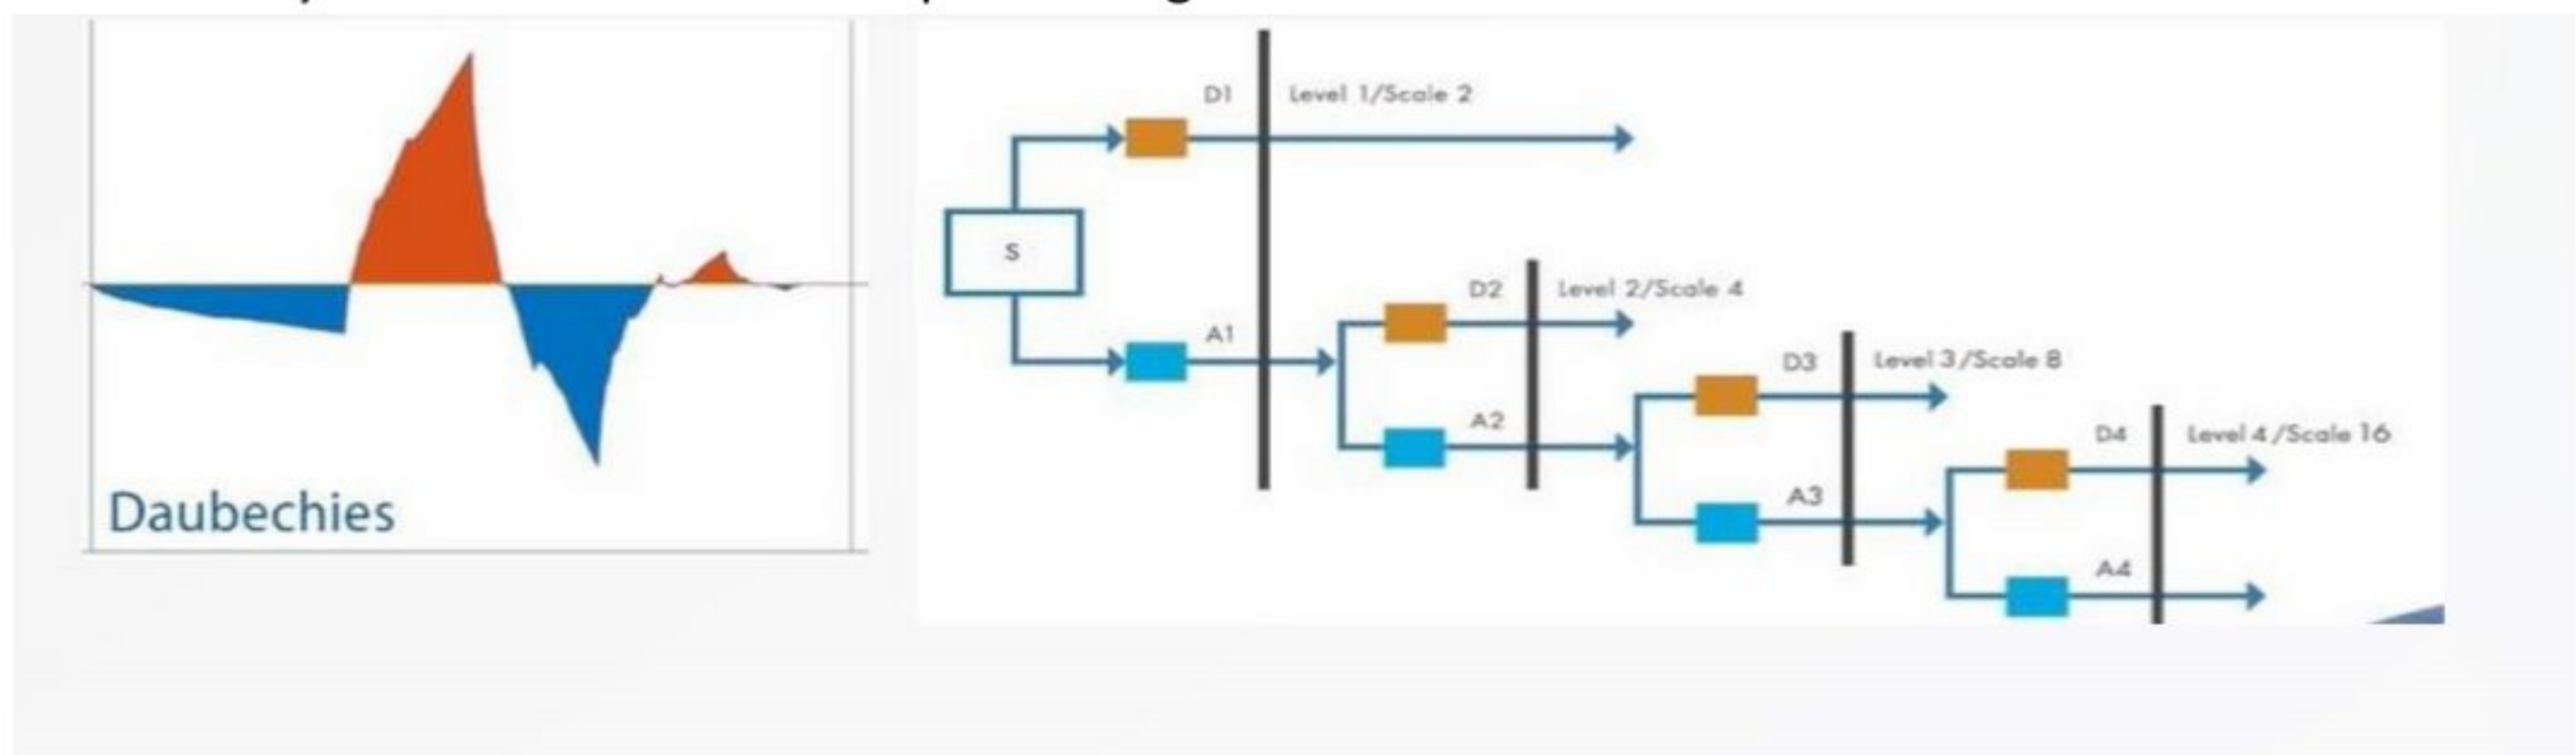 Daubechies
S
D1
Level 1/Scale 2
A1
D2
Level 2/Scale 4
A2
D3
Level 3/Scale 8
A3
D4
Level 4/Scale 16
A4